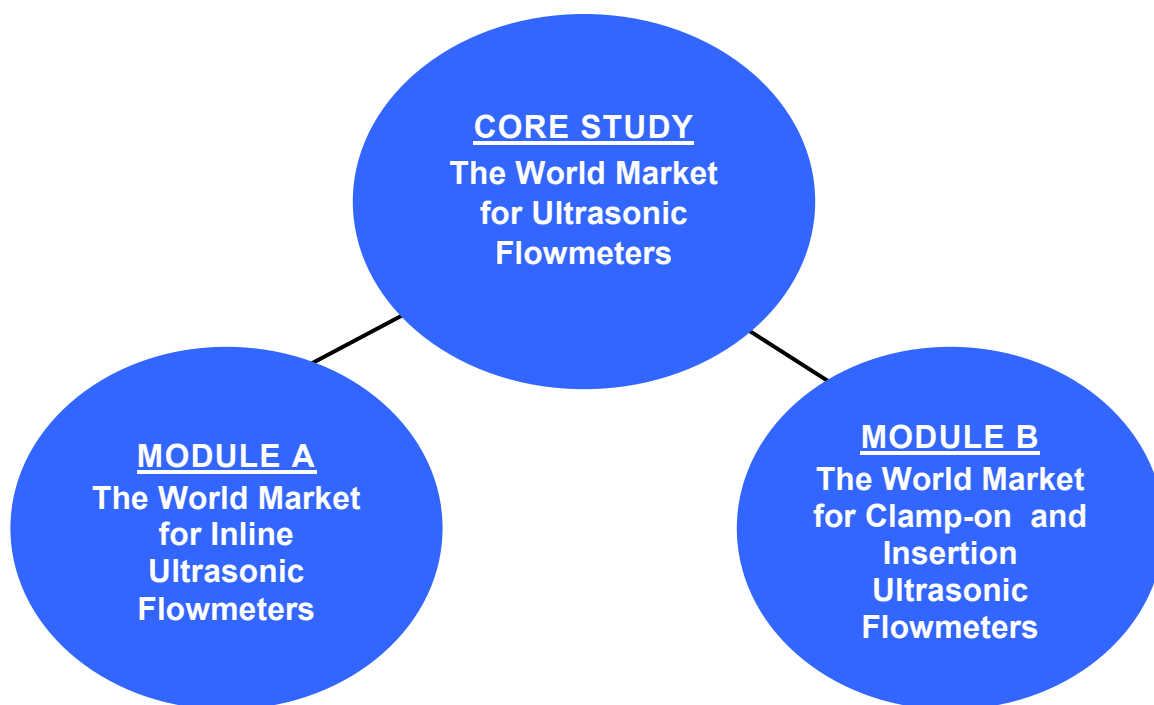 CORE STUDY
The World Market
for Ultrasonic
Flowmeters
MODULE A
The World Market
for Inline
Ultrasonic
Flowmeters
MODULE B
The World Market
for Clamp-on  and
Insertion
Ultrasonic
Flowmeters